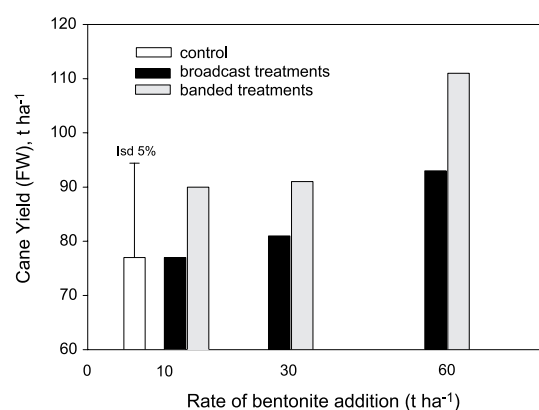 120
110
100
90
80
70
60
Cane Yield (FW), t ha-1
control
broadcast treatments
banded treatments
lsd 5%
0
10
30
60
Rate of bentonite addition (t ha-1)